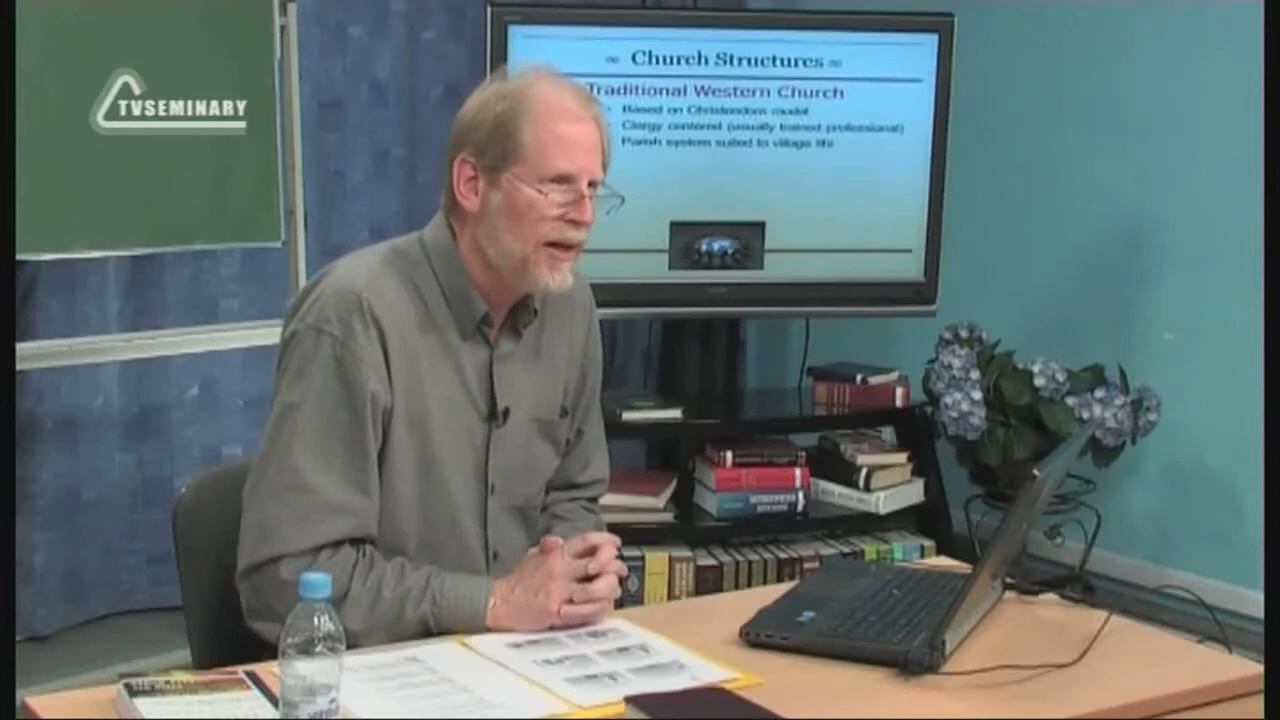 TVSEMINARY
Church Structures
Traditional Western Church
Based on Christendom model
Clergy centered (usually trained professional)
Parish system suited to village life